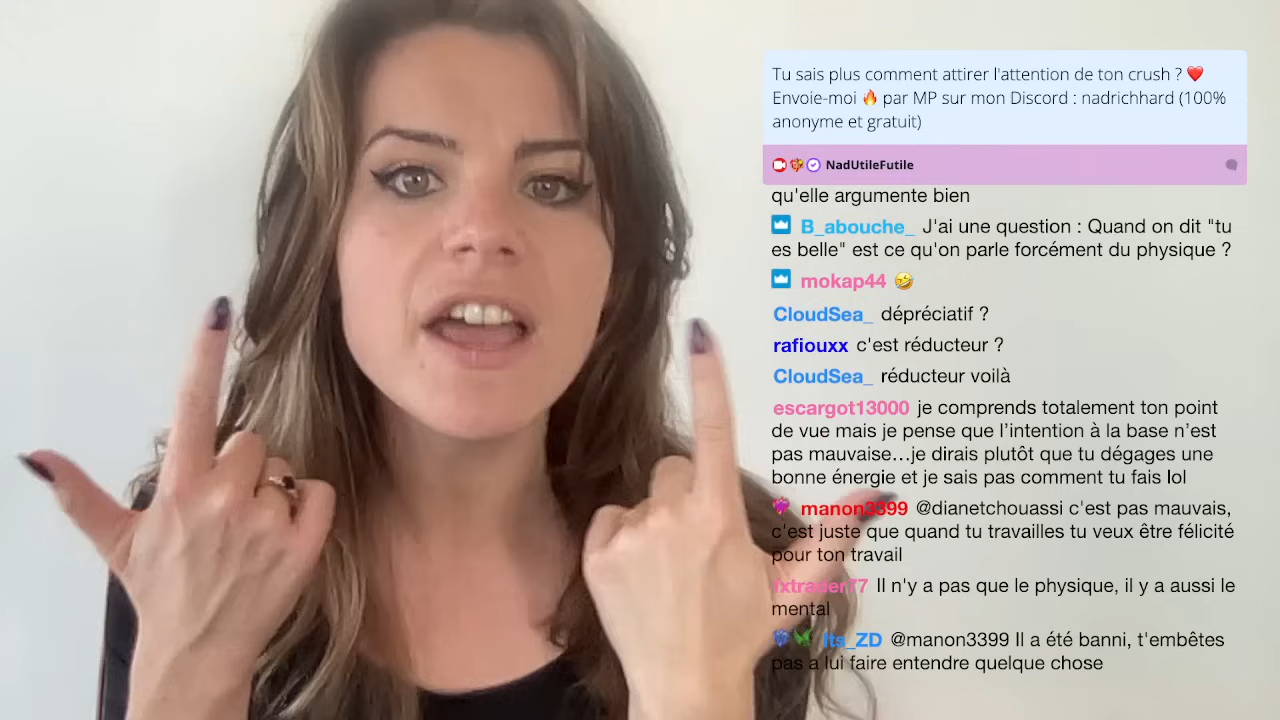 Tu sais plus comment attirer l'attention de ton crush ? ❤️
Envoie-moi 🔥 par MP sur mon Discord : nadrichhard (100%
anonyme et gratuit)
NadUtileFutile
qu'elle argumente bien
B_abouche_ J'ai une question : Quand on dit "tu
es belle" est ce qu'on parle forcément du physique ?
mokap44 🤣
CloudSea_ dépréciatif ?
rafiouxx c'est réducteur ?
CloudSea_ réducteur voilà
escargot13000 je comprends totalement ton point
de vue mais je pense que l’intention à la base n’est
pas mauvaise…je dirais plutôt que tu dégages une
bonne énergie et je sais pas comment tu fais lol
manon3399 @dianetchouassi c'est pas mauvais,
c'est juste que quand tu travailles tu veux être félicité
pour ton travail
fxtrader77 Il n'y a pas que le physique, il y a aussi le
mental
Its_ZD @manon3399 Il a été banni, t'embêtes
pas a lui faire entendre quelque chose